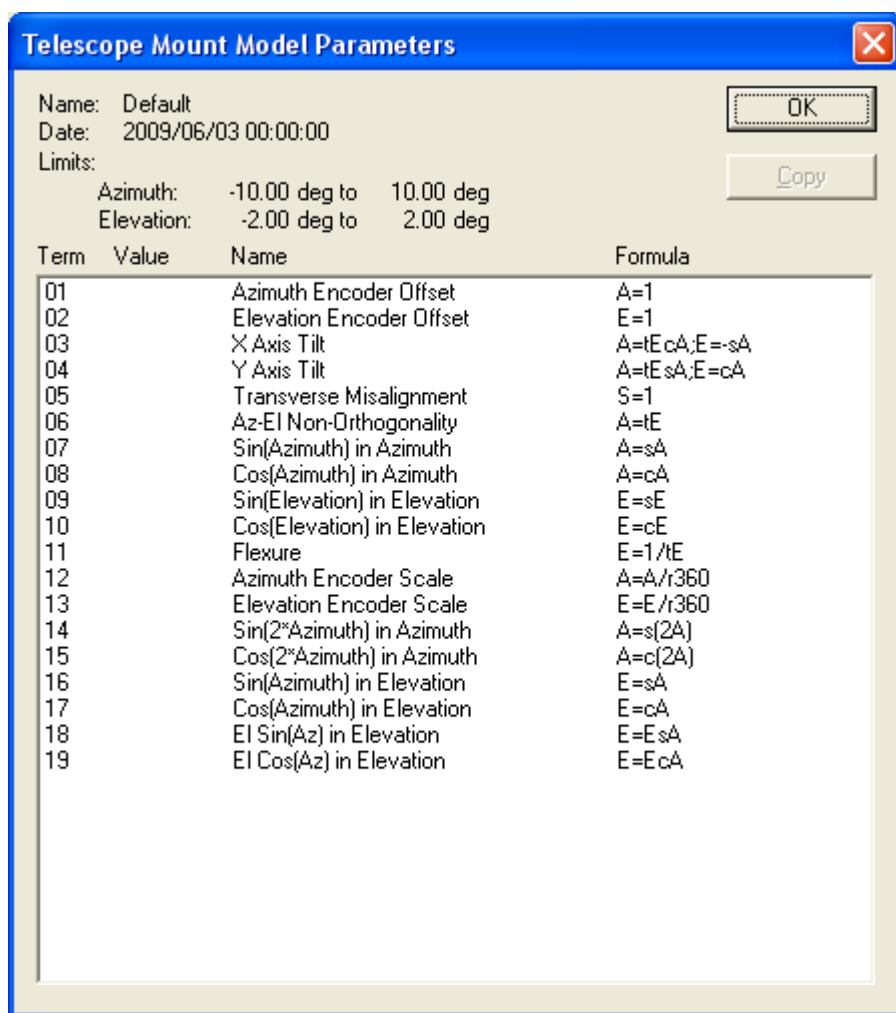 Telescope Mount Model Parameters
Name: Default
OK
Date: 2009/06/03 00:00:00
Limits:
Copy
Azimuth: -10.00 deg to 10.00 deg
Elevation: -2.00 deg to 2.00 deg
Term Value Name Formula
01 Azimuth Encoder Offset A=1
02 Elevation Encoder Offset E=1
03 X Axis Tilt A=tEcA;E=-sA
04 Y Axis Tilt A=tEsA;E=cA
05 Transverse Misalignment S=1
06 Az-El Non-Orthogonality A=tE
07 Sin(Azimuth) in Azimuth A=sA
08 Cos(Azimuth) in Azimuth A=cA
09 Sin(Elevation) in Elevation E=sE
10 Cos(Elevation) in Elevation E=cE
11 Flexure E=1/tE
12 Azimuth Encoder Scale A=A/r360
13 Elevation Encoder Scale E=E/r360
14 Sin(2*Azimuth) in Azimuth A=s(2A)
15 Cos(2*Azimuth) in Azimuth A=c(2A)
16 Sin(Azimuth) in Elevation E=sA
17 Cos(Azimuth) in Elevation E=cA
18 El Sin(Az) in Elevation E=EsA
19 El Cos(Az) in Elevation E=EcA